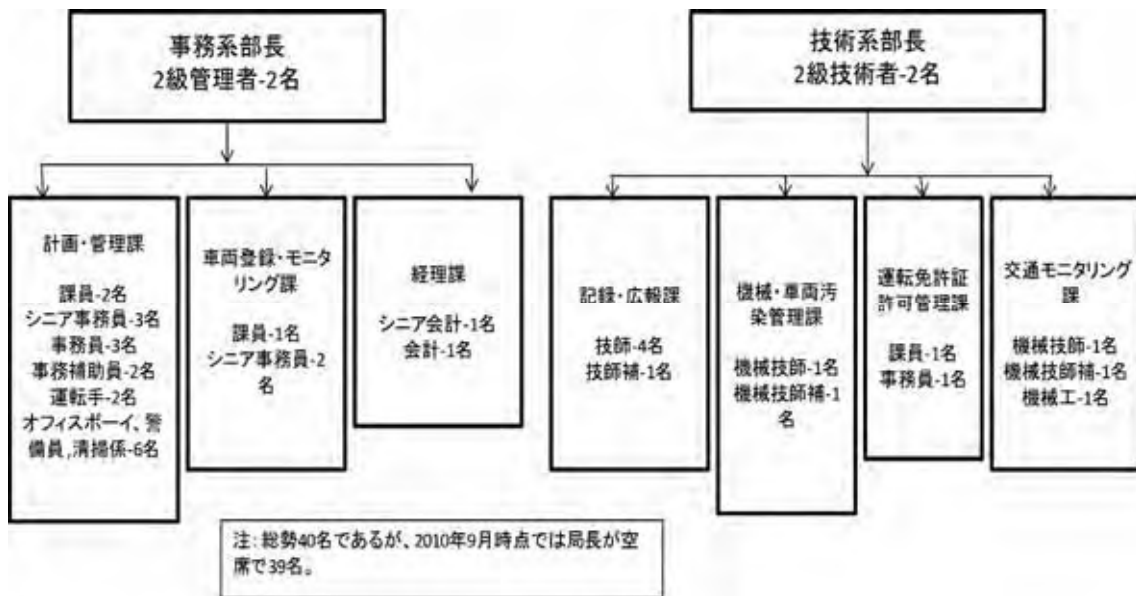 事務系部長
2級管理者-2名
技術系部長
2級技術者-2名
計画・管理課
課員-2名
シニア事務員-3名
事務員-3名
事務補助員-2名
運転手-2名
オフィスボーイ、警
備員,清掃係-6名
車両登録・モニタ
リング課
課員-1名
シニア事務員-2
名
経理課
シニア会計-1名
会計-1名
記録・広報課
技師-4名
技師補-1名
機械・車両汚
染管理課
機械技師-1名
機械技師補-1
名
運転免許証
許可管理課
課員-1名
事務員-1名
交通モニタリング
課
機械技師-1名
機械技師補-1名
機械工-1名
注:総勢40名であるが、2010年9月時点では局長が空
席で39名。